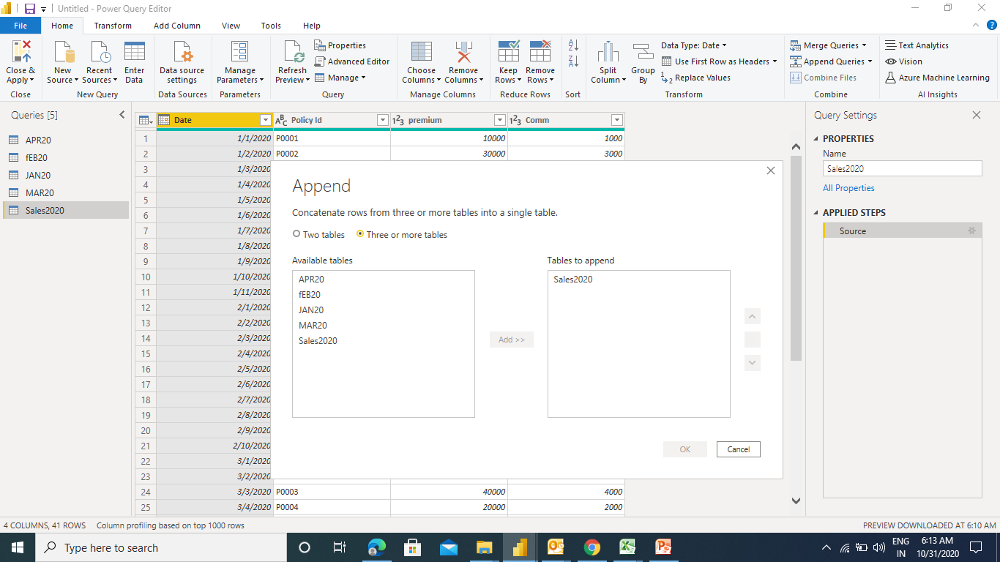 Untitled - Power Query Editor
File Home Transform Add Column View Tools Help
Close & Apply
New Source
Recent Sources
Enter Data
Data source settings
Manage Parameters
Refresh Preview
Properties
Advanced Editor
Manage
Choose Columns
Remove Columns
Keep Rows
Remove Rows
Split Column
Group By
Data Type: Date
Use First Row as Headers
Replace Values
Merge Queries
Append Queries
Combine Files
Text Analytics
Vision
Azure Machine Learning
Close New Query Data Sources Parameters Query Manage Columns Reduce Rows Sort Transform Combine AI Insights
Queries [5]
APR20
fEB20
JAN20
MAR20
Sales2020
Date ABC Policy Id 123 premium 123 Comm
1 1/1/2020 P0001 10000 1000
2 1/2/2020 P0002 30000 3000
3 1/3/2020
4 1/4/2020
5 1/5/2020
6 1/6/2020
7 1/7/2020
8 1/8/2020
9 1/9/2020
10 1/10/2020
11 1/11/2020
12 2/1/2020
13 2/2/2020
14 2/3/2020
15 2/4/2020
16 2/5/2020
17 2/6/2020
18 2/7/2020
19 2/8/2020
20 2/9/2020
21 2/10/2020
22 3/1/2020
23 3/2/2020
24 3/3/2020 P0003 40000 4000
25 3/4/2020 P0004 20000 2000
Append
Concatenate rows from three or more tables into a single table.
Two tables Three or more tables
Available tables
APR20
fEB20
JAN20
MAR20
Sales2020
Add >>
Tables to append
Sales2020
OK Cancel
Query Settings
PROPERTIES
Name
Sales2020
All Properties
APPLIED STEPS
Source
4 COLUMNS, 41 ROWS Column profiling based on top 1000 rows PREVIEW DOWNLOADED AT 6:10 AM
Type here to search
ENG
IN
6:13 AM
10/31/2020